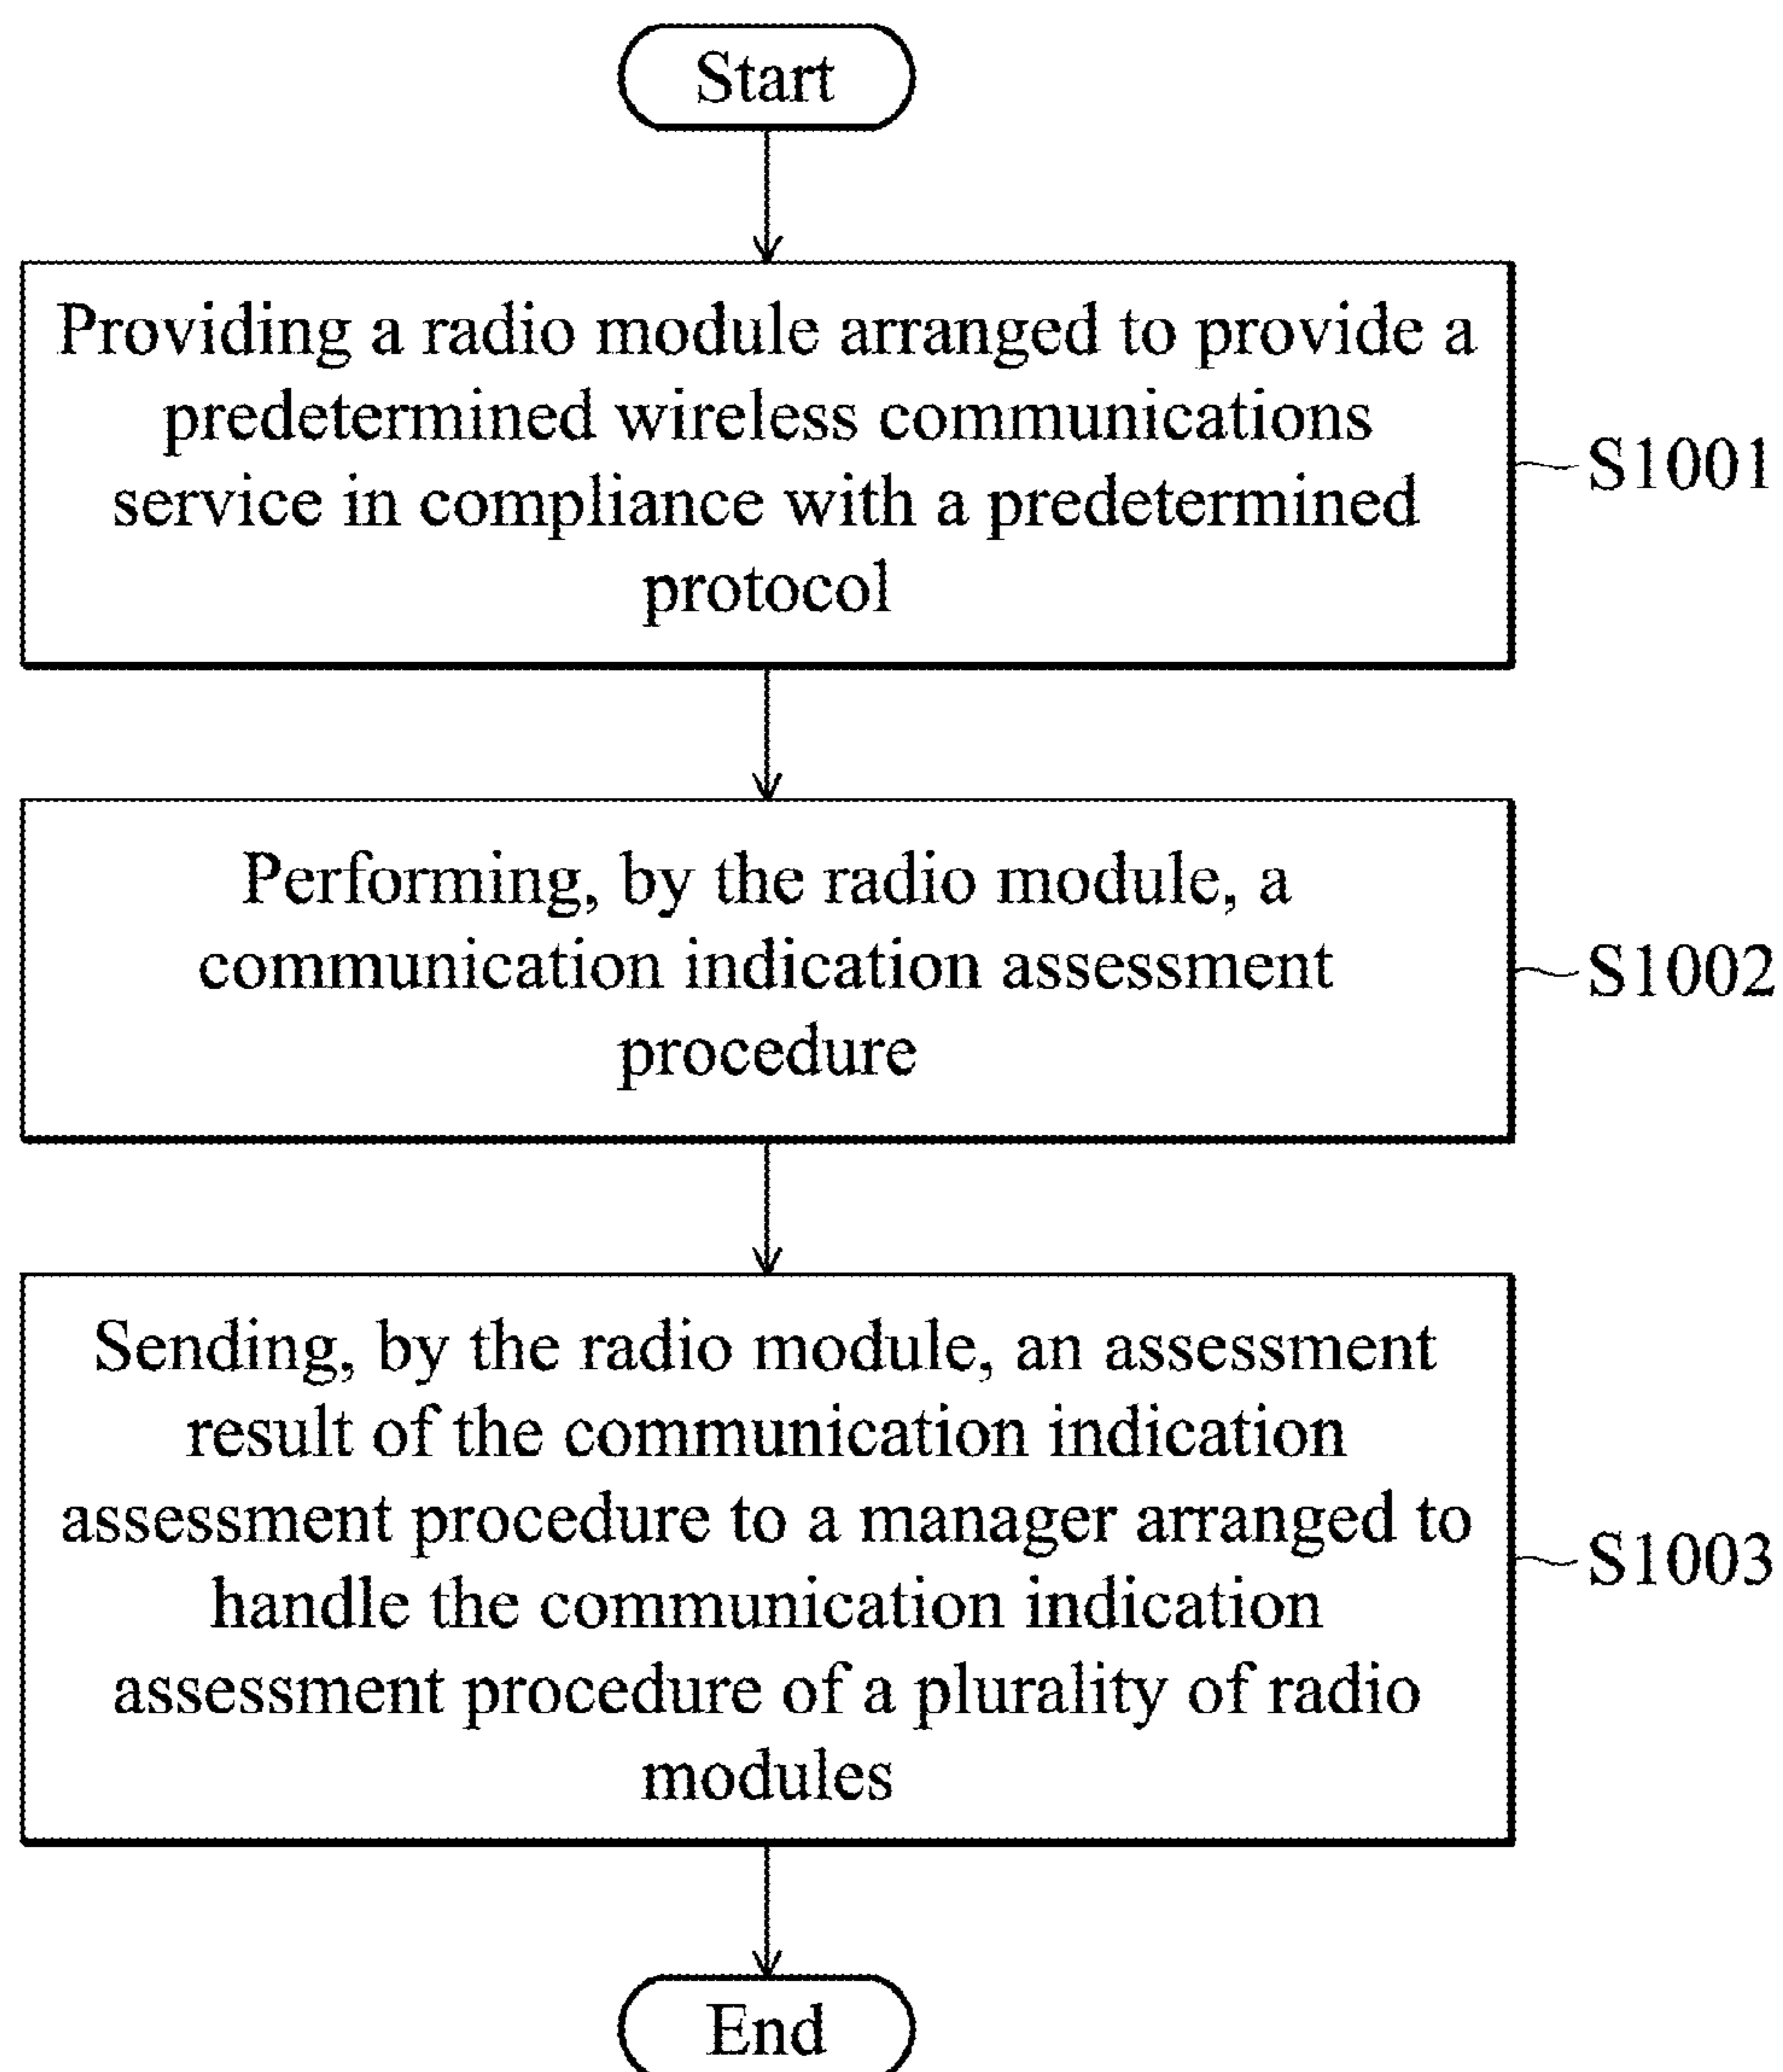 Start
Providing a radio module arranged to provide a
predetermined wireless communications
service in compliance with a predetermined
protocol
S1001
Performing, by the radio module, a
communication indication assessment
procedure
S1002
Sending, by the radio module, an assessment
result of the communication indication
assessment procedure to a manager arranged to
handle the communication indication
assessment procedure of a plurality of radio
modules
S1003
End